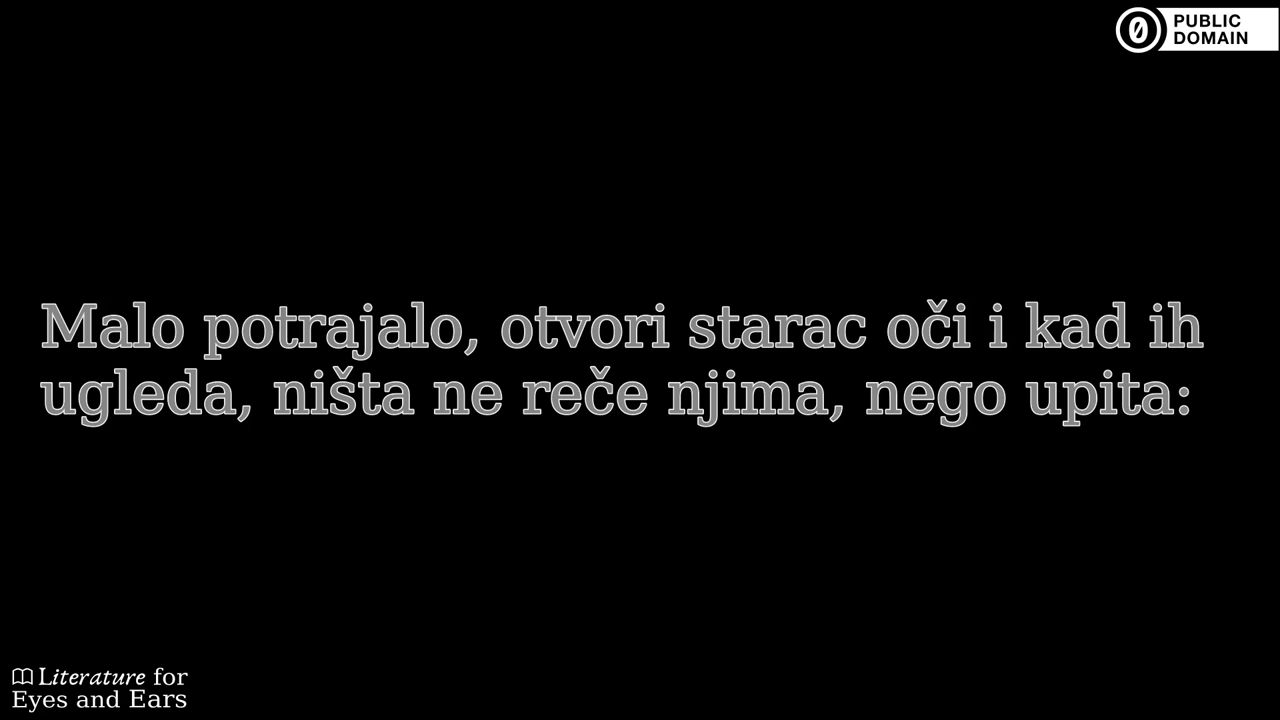 PUBLIC
DOMAIN
Malo potrajalo, otvori starac oči i kad ih
ugleda, ništa ne reče njima, nego upita:
Literature for
Eyes and Ears